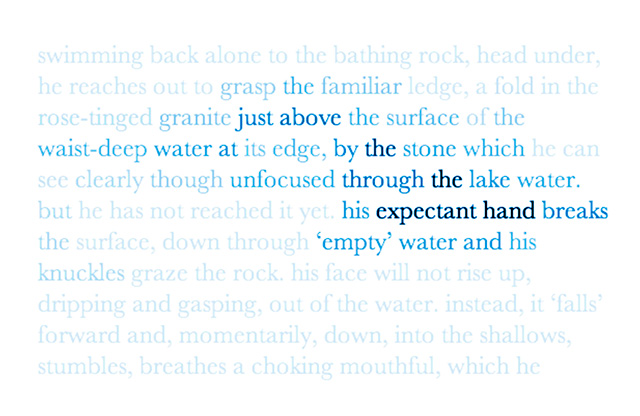 swimming back alone to the bathing rock, head under,
he reaches out to grasp the familiar ledge, a fold in the
rose-tinged granite just above the surface of the
waist-deep water at its edge, by the stone which he can
see clearly though unfocused through the lake water.
but he has not reached it yet. his expectant hand breaks
the surface, down through ‘empty’ water and his
knuckles graze the rock. his face will not rise up,
dripping and gasping, out of the water. instead, it ‘falls’
forward and, momentarily, down, into the shallows,
stumbles, breathes a choking mouthful, which he